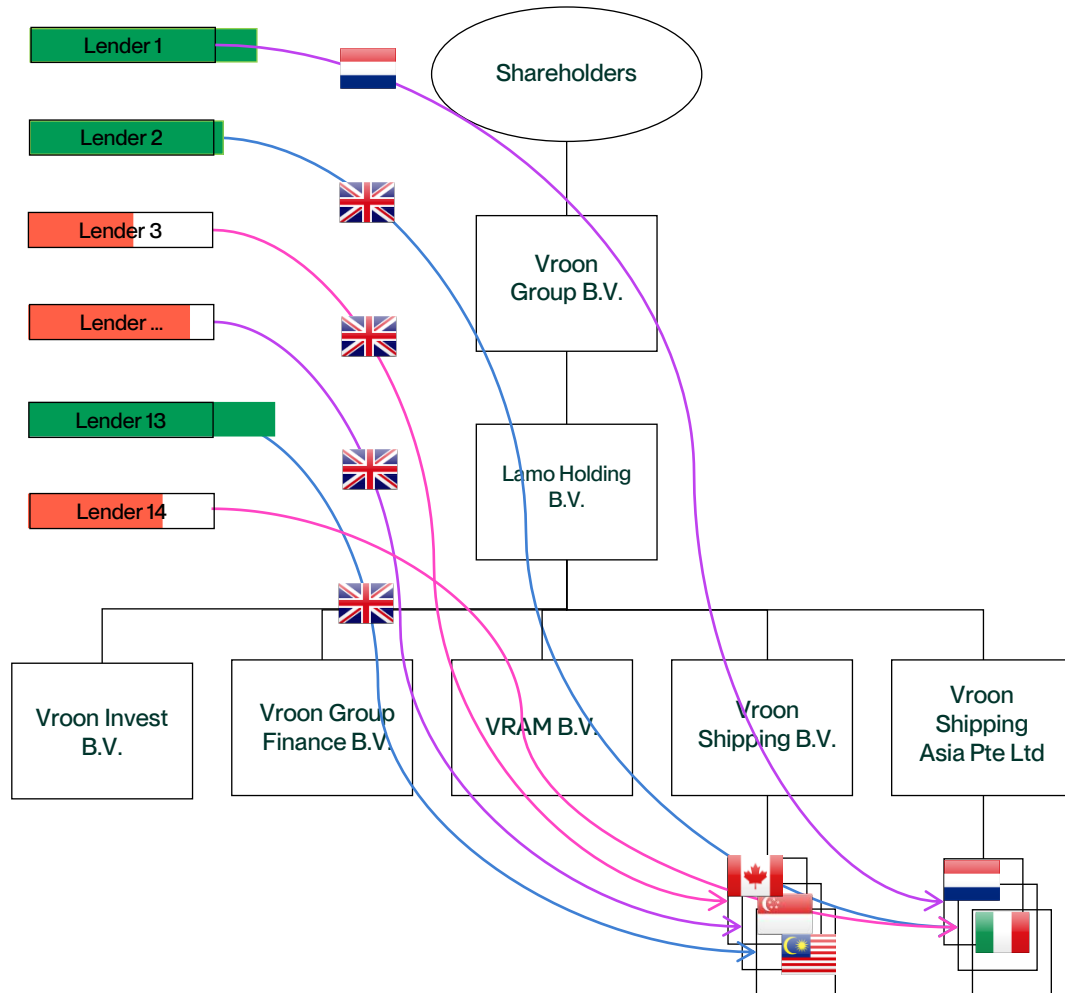 Lender 1
Shareholders
Lender 2
Lender 3
Vroon
Group B.V.
Lender ...
Lender 13
Lamo Holding
B.V.
Lender 14
Vroon Invest
B.V.
Vroon Group
Finance B.V.
VRAM B.V.
Vroon
Shipping B.V.
Vroon
Shipping
Asia Pte Ltd